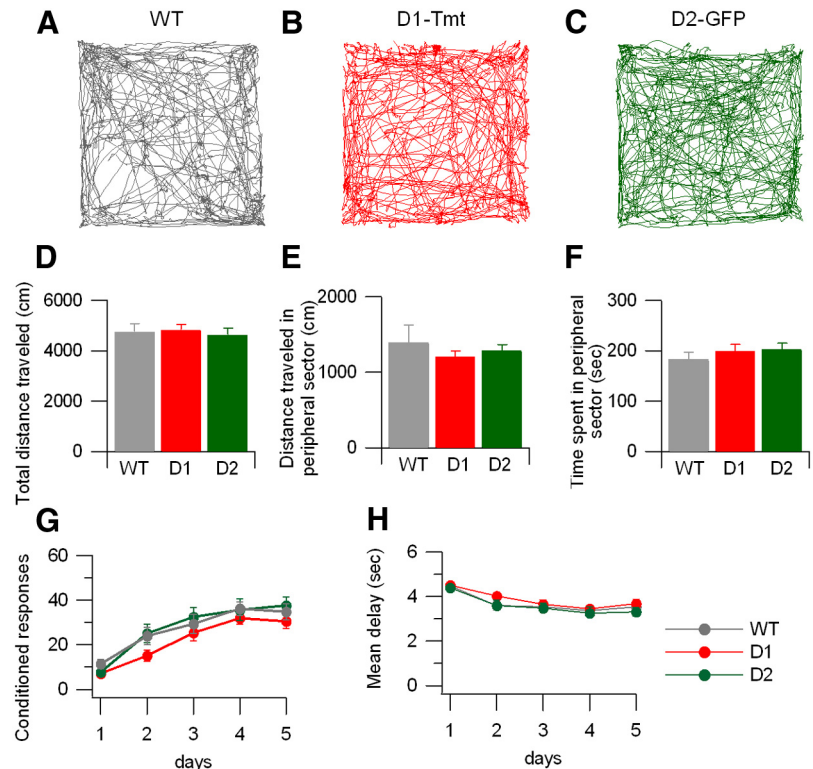 A WT
B D1-Tmt
C D2-GFP
D
Total distance traveled (cm)
6000
4000
2000
0
WT D1 D2
E
Distance traveled in
peripheral sector (cm)
2000
1000
0
WT D1 D2
F
Time spent in peripheral
sector (sec)
300
200
100
0
WT D1 D2
G
Conditioned responses
60
40
20
0
1 2 3 4 5
days
H
Mean delay (sec)
6
4
2
0
1 2 3 4 5
days
WT
D1
D2